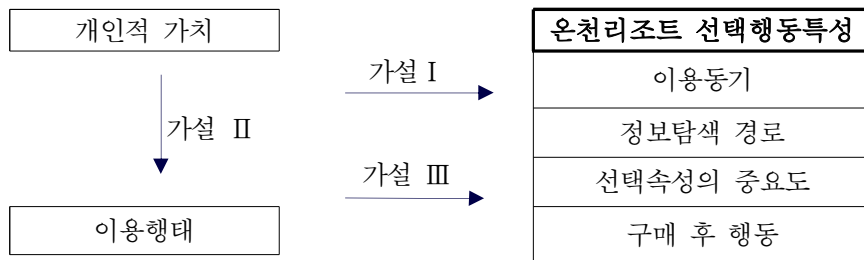 개인적 가치
온천리조트 선택행동특성
가설 Ⅰ
이용동기
가설 Ⅱ
정보탐색 경로
가설 Ⅲ
선택속성의 중요도
이용행태
구매 후 행동